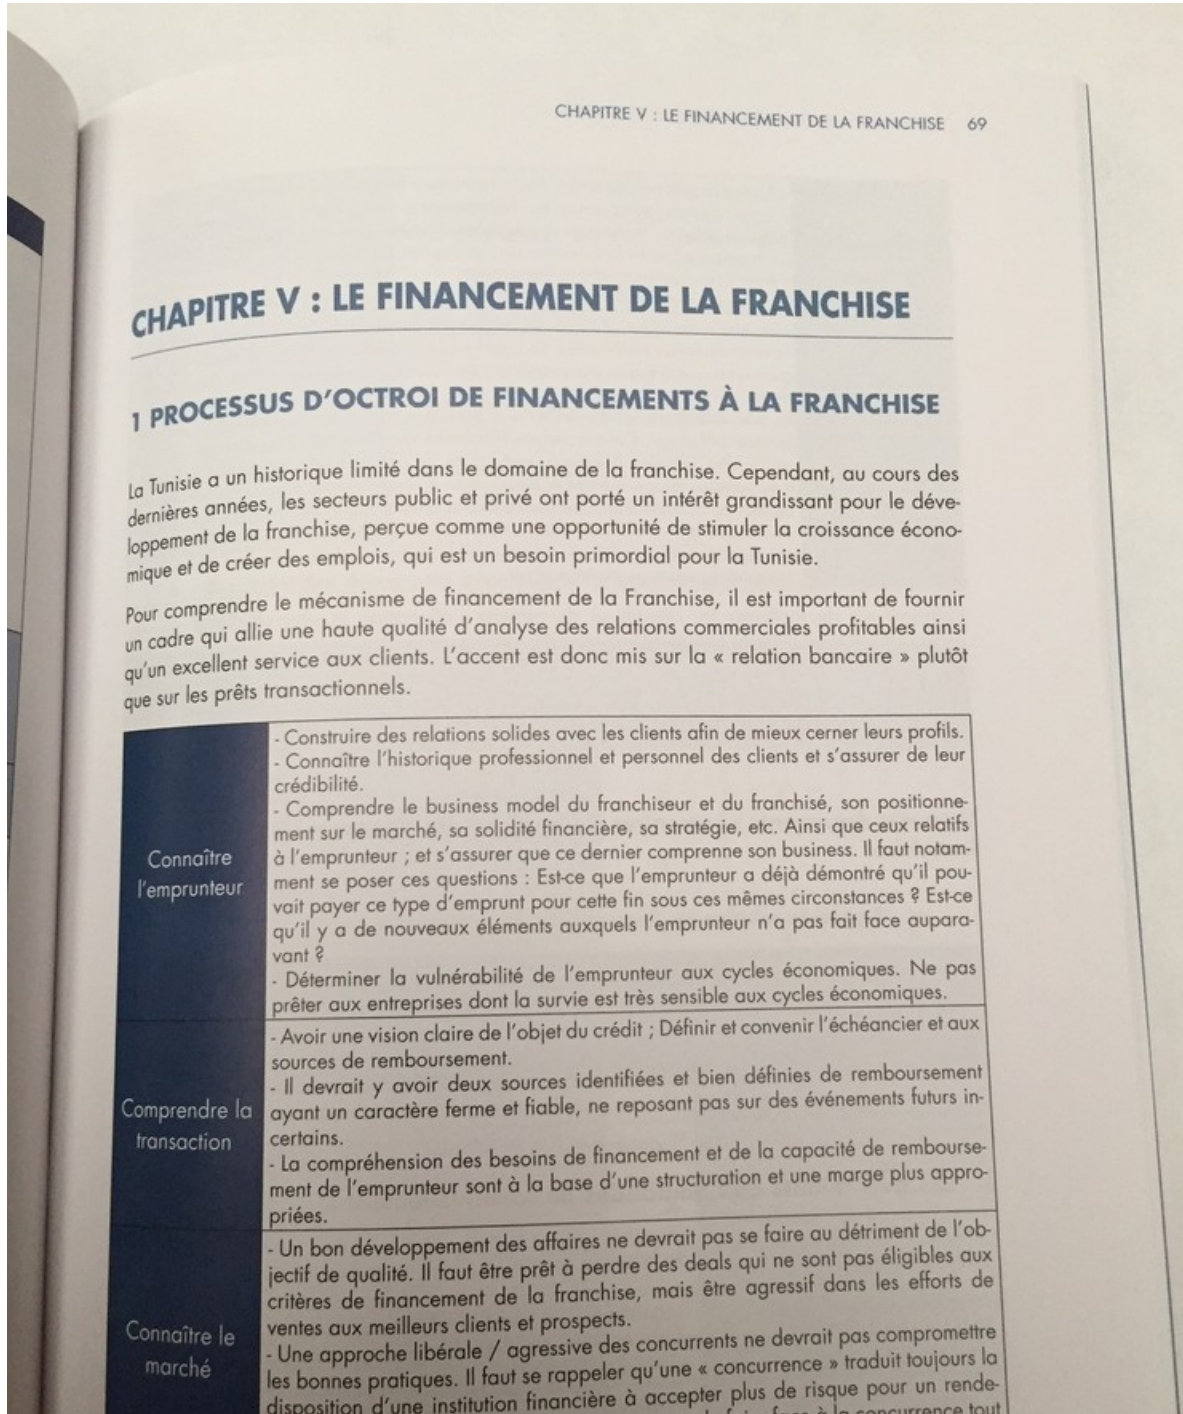 CHAPITRE V : LE FINANCEMENT DE LA FRANCHISE 69
CHAPITRE V : LE FINANCEMENT DE LA FRANCHISE
1 PROCESSUS D'OCTROI DE FINANCEMENTS À LA FRANCHISE
La Tunisie a un historique limité dans le domaine de la franchise. Cependant, au cours des
dernières années, les secteurs public et privé ont porté un intérêt grandissant pour le déve-
loppement de la franchise, perçue comme une opportunité de stimuler la croissance écono-
mique et de créer des emplois, qui est un besoin primordial pour la Tunisie.
Pour comprendre le mécanisme de financement de la Franchise, il est important de fournir
un cadre qui allie une haute qualité d'analyse des relations commerciales profitables ainsi
qu'un excellent service aux clients. L'accent est donc mis sur la « relation bancaire » plutôt
que sur les prêts transactionnels.
Connaître
l'emprunteur
- Construire des relations solides avec les clients afin de mieux cerner leurs profils.
- Connaître l'historique professionnel et personnel des clients et s'assurer de leur
crédibilité.
- Comprendre le business model du franchiseur et du franchisé, son positionne-
ment sur le marché, sa solidité financière, sa stratégie, etc. Ainsi que ceux relatifs
à l'emprunteur ; et s'assurer que ce dernier comprenne son business. Il faut notam-
ment se poser ces questions : Est-ce que l'emprunteur a déjà démontré qu'il pou-
vait payer ce type d'emprunt pour cette fin sous ces mêmes circonstances ? Est-ce
qu'il y a de nouveaux éléments auxquels l'emprunteur n'a pas fait face aupara-
vant ?
- Déterminer la vulnérabilité de l'emprunteur aux cycles économiques. Ne pas
prêter aux entreprises dont la survie est très sensible aux cycles économiques.
Comprendre la
transaction
- Avoir une vision claire de l'objet du crédit ; Définir et convenir l'échéancier et aux
sources de remboursement.
- Il devrait y avoir deux sources identifiées et bien définies de remboursement
ayant un caractère ferme et fiable, ne reposant pas sur des événements futurs in-
certains.
- La compréhension des besoins de financement et de la capacité de rembourse-
ment de l'emprunteur sont à la base d'une structuration et une marge plus appro-
priées.
Connaître le
marché
- Un bon développement des affaires ne devrait pas se faire au détriment de l'ob-
jectif de qualité. Il faut être prêt à perdre des deals qui ne sont pas éligibles aux
critères de financement de la franchise, mais être agressif dans les efforts de
ventes aux meilleurs clients et prospects.
- Une approche libérale / agressive des concurrents ne devrait pas compromettre
les bonnes pratiques. Il faut se rappeler qu'une « concurrence » traduit toujours la
disposition d'une institution financière à accepter plus de risque pour un rende-
concurrence tout